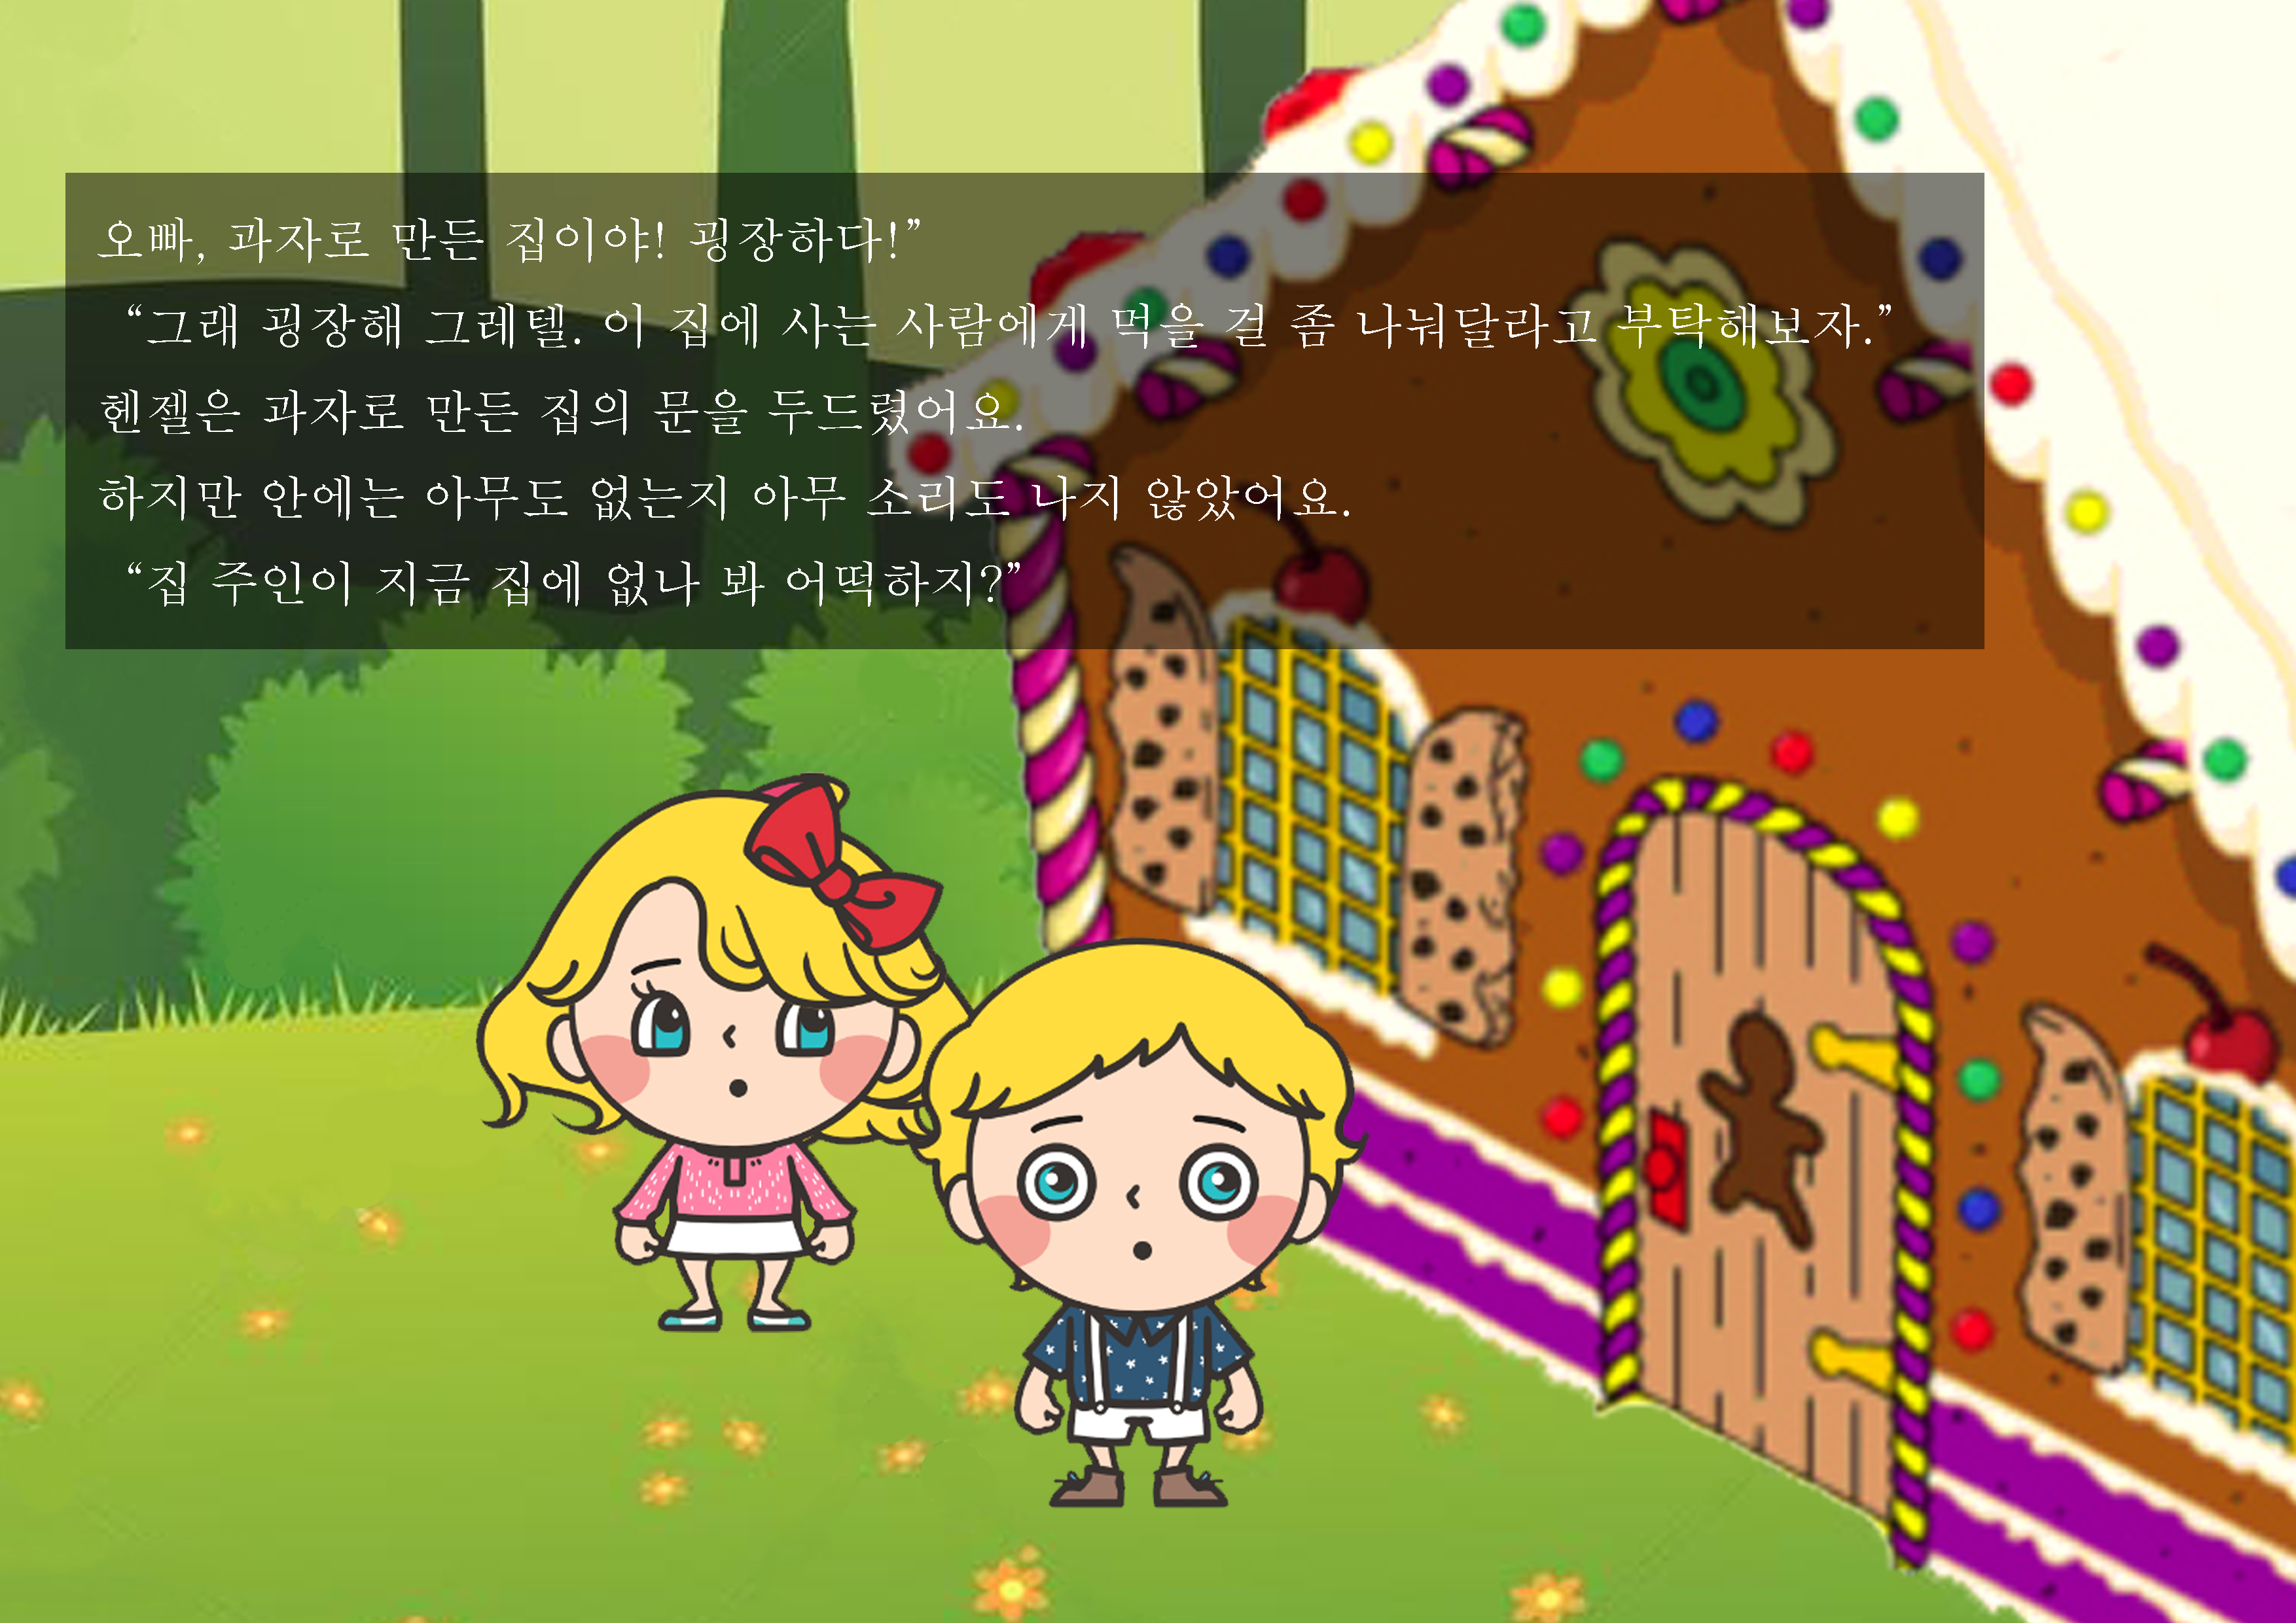 오빠, 과자로 만든 집이야! 굉장하다!”
“그래 굉장해 그레텔. 이 집에 사는 사람에게 먹을 걸 좀 나눠달라고 부탁해보자.”
헨젤은 과자로 만든 집의 문을 두드렸어요.
하지만 안에는 아무도 없는지 아무 소리도 나지 않았어요.
“집 주인이 지금 집에 없나 봐 어떡하지?”